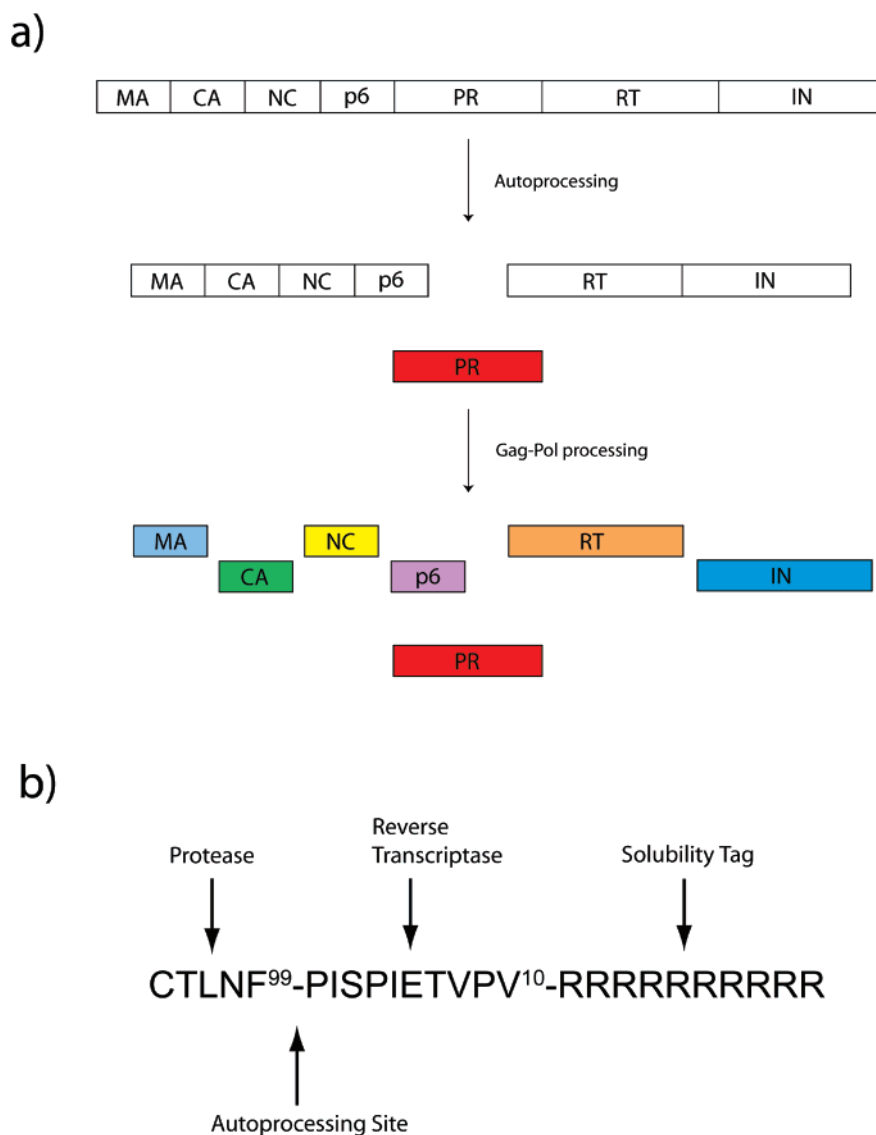 a)
MA CA NC p6 PR RT IN
Autoprocessing
MA CA NC p6 RT IN
PR
Gag-Pol processing
MA NC RT
CA p6 IN
PR
b)
Reverse
Protease Transcriptase Solubility Tag
CTLNF⁹⁹-PISPIETVPV¹⁰-RRRRRRRRRR
Autoprocessing Site